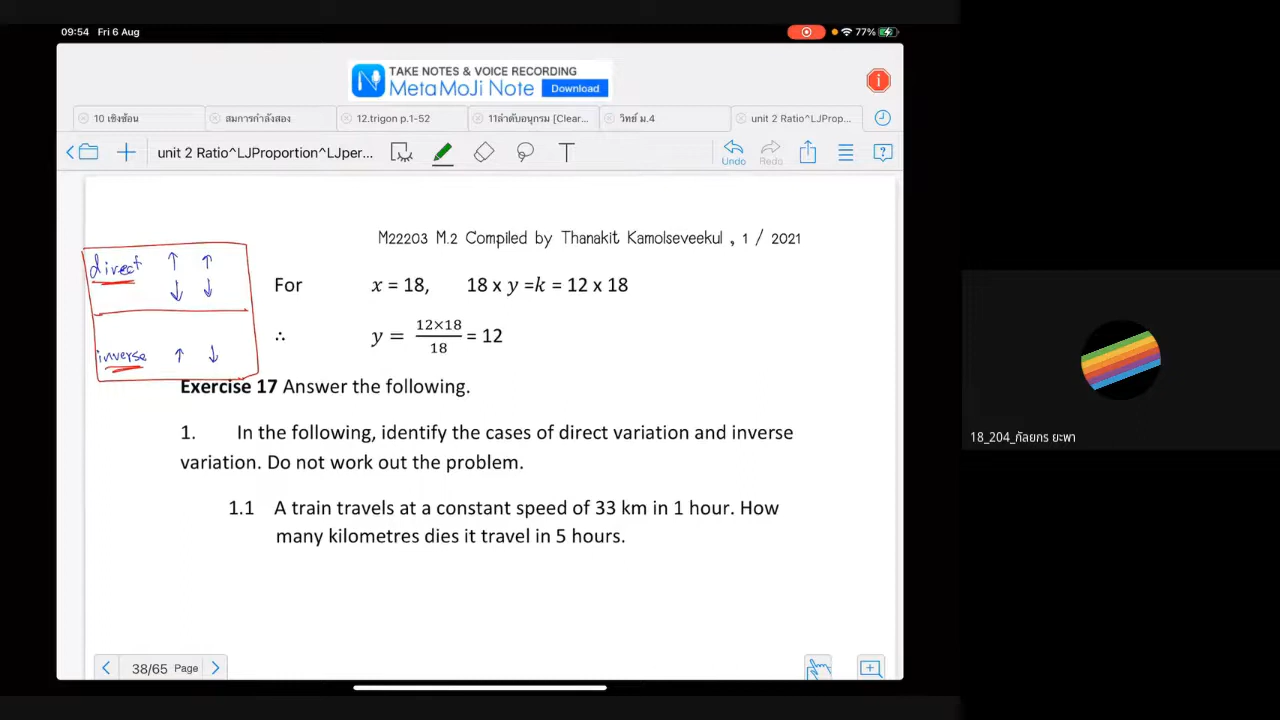 09:54 Fri 6 Aug
77%
TAKE NOTES & VOICE RECORDING
MetaMoJi Note Download
10 เชิงซ้อน
สมการกำลังสอง
12.trigon p.1-52
11ลำดับอนุกรม [Clear...
วิทย์ ม.4
unit 2 Ratio^LJProp...
unit 2 Ratio^LJProportion^LJper...
T
Undo
Redo
M22203 M.2 Compiled by Thanakit Kamolseveekul , 1 / 2021
direct ↑ ↑
↓ ↓
inverse ↑ ↓
For x = 18, 18 x y =k = 12 x 18
∴ y = 12×18/18 = 12
Exercise 17 Answer the following.
1. In the following, identify the cases of direct variation and inverse
variation. Do not work out the problem.
1.1 A train travels at a constant speed of 33 km in 1 hour. How
many kilometres dies it travel in 5 hours.
38/65 Page
18_204_กัลยกร ยะพา